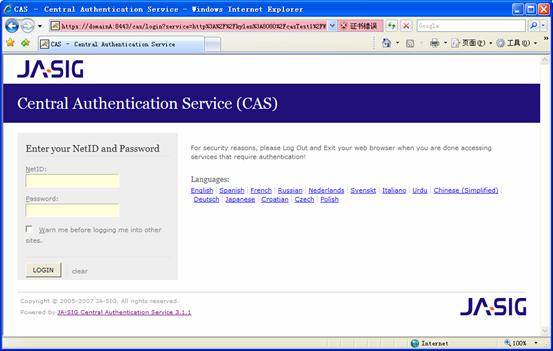 CAS - Central Authentication Service - Windows Internet Explorer
https://domainA:8443/cas/login?service=http%3A%2F%2Fkyle%3A8080%2FcasTest1%2F
证书错误
Google
CAS - Central Authentication Service
页面(P)
工具(O)
JA-SIG
Central Authentication Service (CAS)
Enter your NetID and Password
NetID:
Password:
Warn me before logging me into other
sites.
LOGIN clear
For security reasons, please Log Out and Exit your web browser when you are done accessing
services that require authentication!
Languages:
English Spanish French Russian Nederlands Svenskt Italiano Urdu Chinese (Simplified)
Deutsch Japanese Croatian Czech Polish
Copyright © 2005-2007 JA-SIG. All rights reserved.
Powered by JA-SIG Central Authentication Service 3.1.1
JA-SIG
Internet
100%